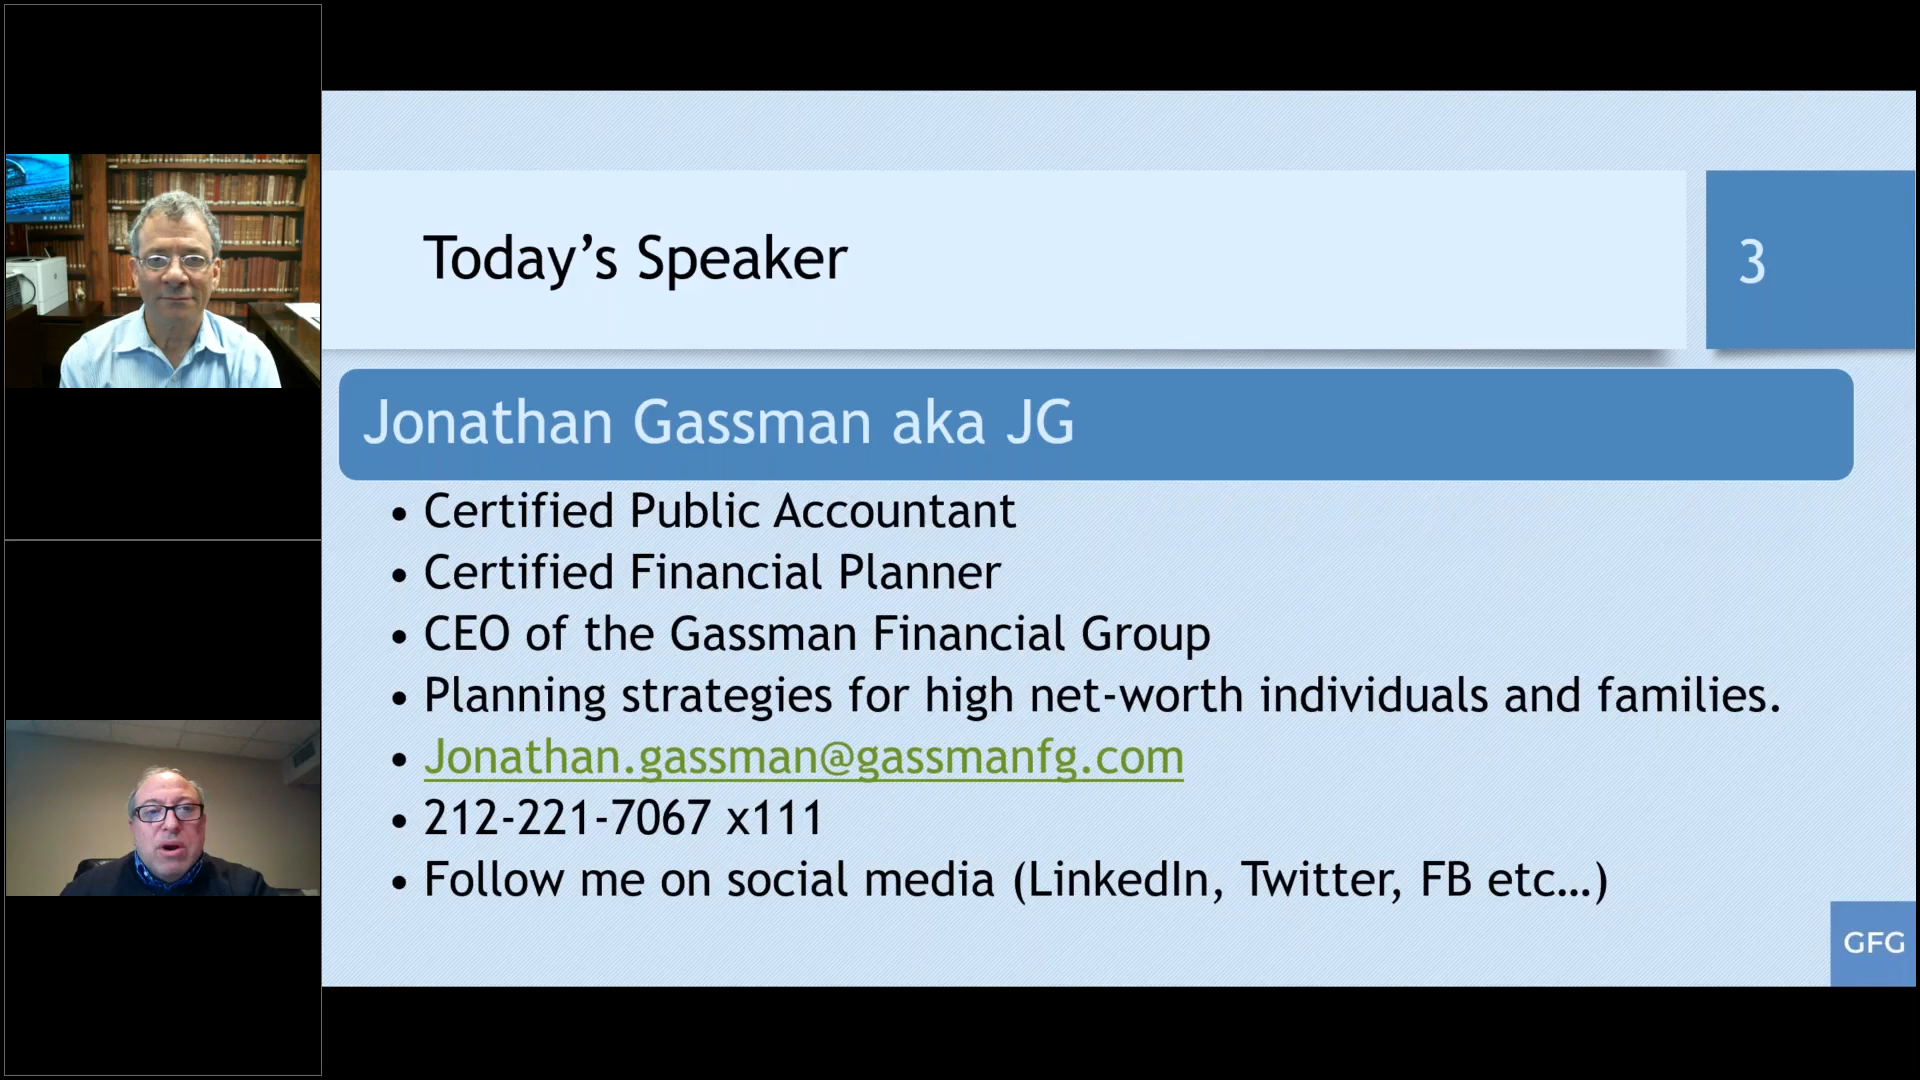 Today’s Speaker
3
Jonathan Gassman aka JG
• Certified Public Accountant
• Certified Financial Planner
• CEO of the Gassman Financial Group
• Planning strategies for high net-worth individuals and families.
• Jonathan.gassman@gassmanfg.com
• 212-221-7067 x111
• Follow me on social media (LinkedIn, Twitter, FB etc…)
GFG